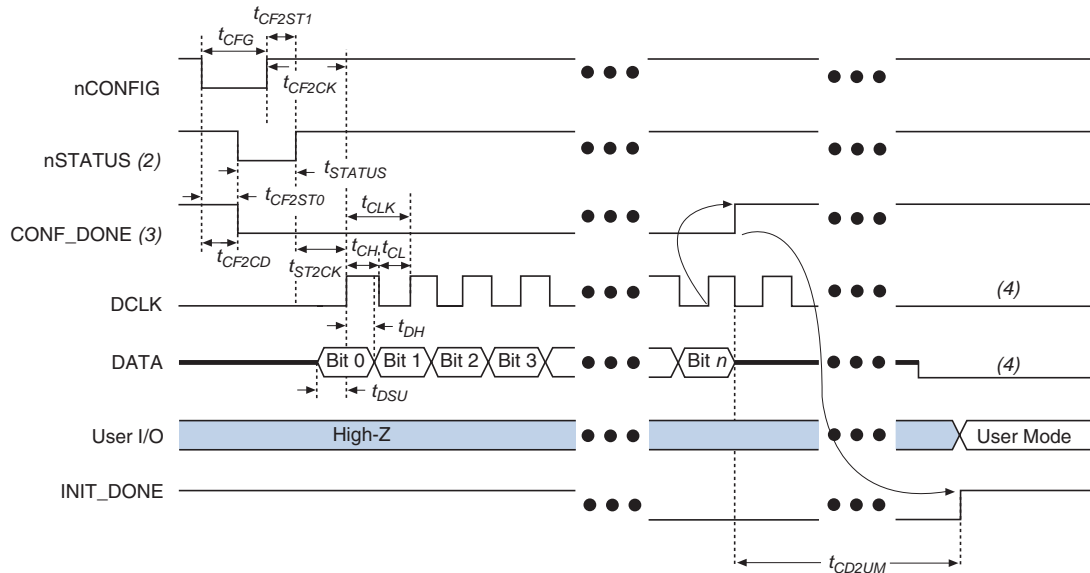 tCF2ST1
tCFG
tCF2CK
nCONFIG
nSTATUS (2)
tSTATUS
tCF2ST0
tCLK
CONF_DONE (3)
tCF2CD
tST2CK
tCH
tCL
DCLK
(4)
tDH
DATA
Bit 0
Bit 1
Bit 2
Bit 3
Bit n
(4)
tDSU
User I/O
High-Z
User Mode
INIT_DONE
tCD2UM